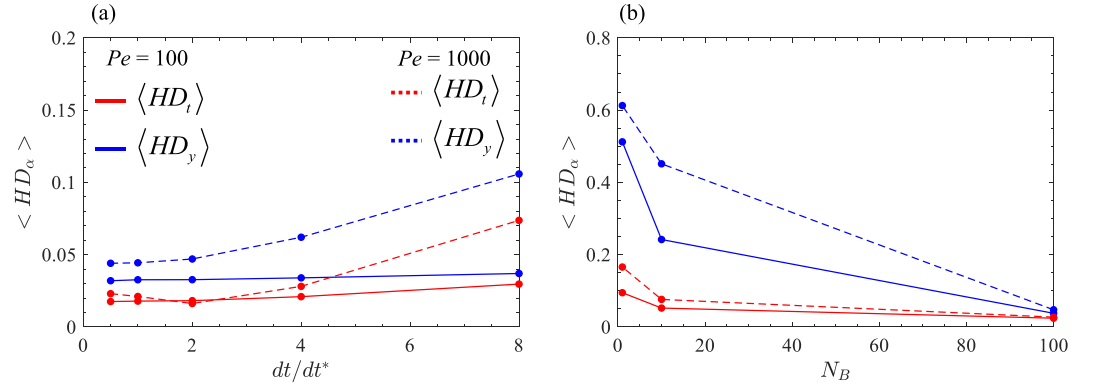 (a)
0.2
0.15
0.1
0.05
0
< HD_α >
Pe = 100
⟨HD_t⟩
⟨HD_y⟩
Pe = 1000
⟨HD_t⟩
⟨HD_y⟩
0 2 4 6 8
dt/dt*
(b)
0.8
0.6
0.4
0.2
0
< HD_α >
0 20 40 60 80 100
N_B